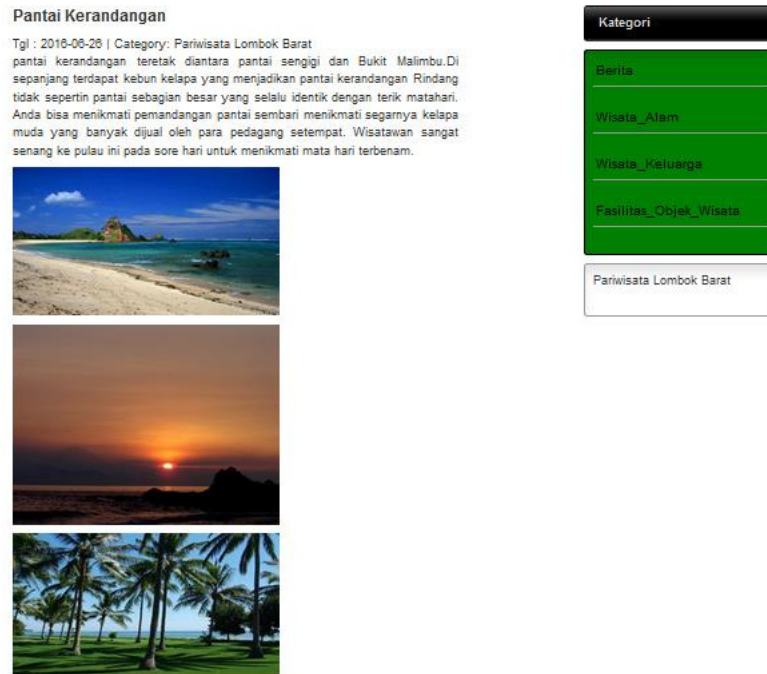 Pantai Kerandangan
Tgl : 2016-06-26 | Category: Pariwisata Lombok Barat
pantai kerandangan teretak diantara pantai sengigi dan Bukit Malimbu.Di
sepanjang terdapat kebun kelapa yang menjadikan pantai kerandangan Rindang
tidak sepertin pantai sebagian besar yang selalu identik dengan terik matahari.
Anda bisa menikmati pemandangan pantai sembari menikmati segarnya kelapa
muda yang banyak dijual oleh para pedagang setempat. Wisatawan sangat
senang ke pulau ini pada sore hari untuk menikmati mata hari terbenam.
Kategori
Berita
Wisata_Alam
Wisata_Keluarga
Fasilitas_Objek_Wisata
Pariwisata Lombok Barat